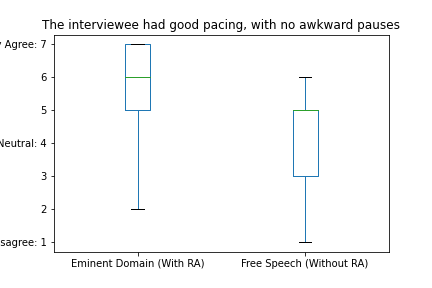 The interviewee had good pacing, with no awkward pauses
Agree: 7
6
5
Neutral: 4
3
2
1
Eminent Domain (With RA)
Free Speech (Without RA)